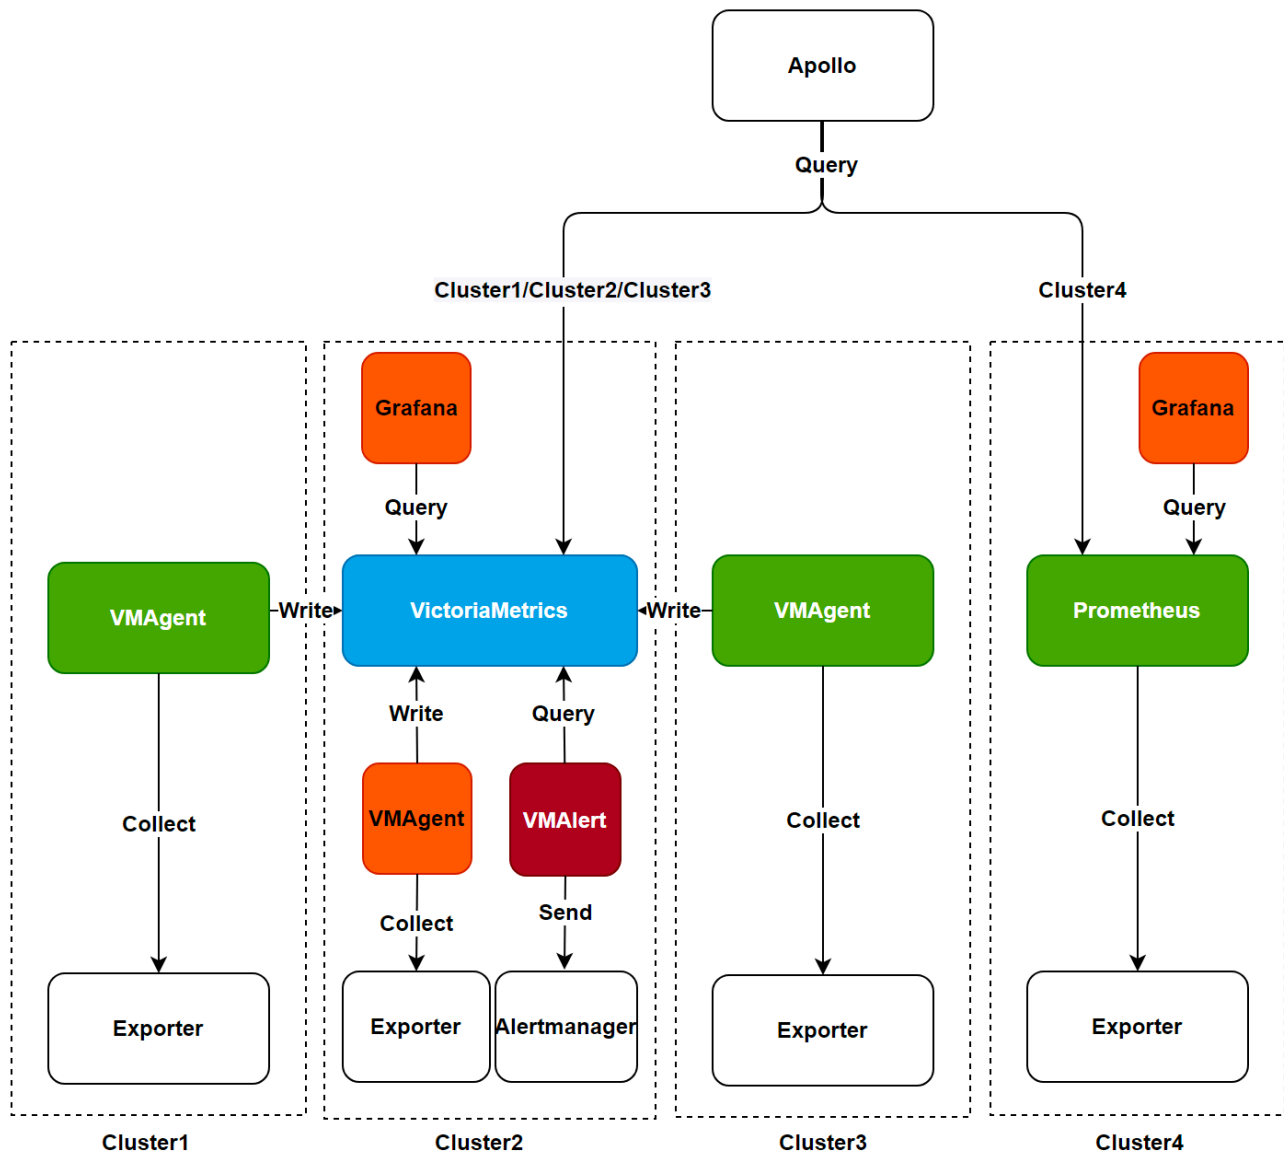 Apollo
Query
Cluster1/Cluster2/Cluster3
Cluster4
Grafana
Grafana
Query
Query
VMAgent
Write
VictoriaMetrics
Write
VMAgent
Prometheus
Write
Query
Collect
VMAgent
VMAlert
Collect
Collect
Collect
Send
Exporter
Exporter
Alertmanager
Exporter
Exporter
Cluster1
Cluster2
Cluster3
Cluster4